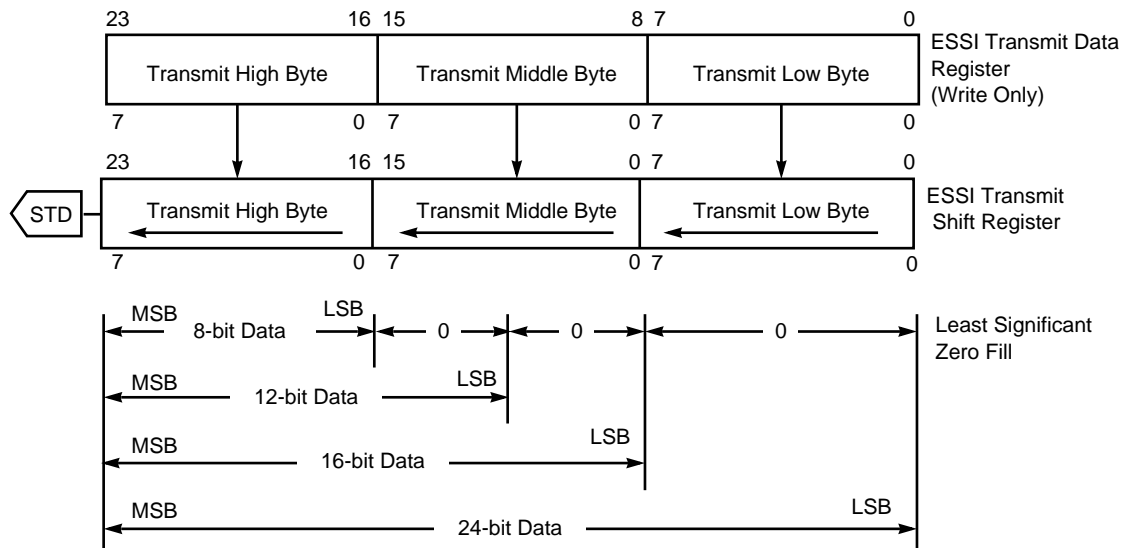 23 16 15 8 7 0
Transmit High Byte Transmit Middle Byte Transmit Low Byte
ESSI Transmit Data
Register
(Write Only)
7 0 7 0 7 0
23 16 15 0 7 0
STD Transmit High Byte Transmit Middle Byte Transmit Low Byte
ESSI Transmit
Shift Register
7 0 7 0 7 0
MSB 8-bit Data LSB 0 0 0
Least Significant
Zero Fill
MSB 12-bit Data LSB
MSB 16-bit Data LSB
MSB 24-bit Data LSB